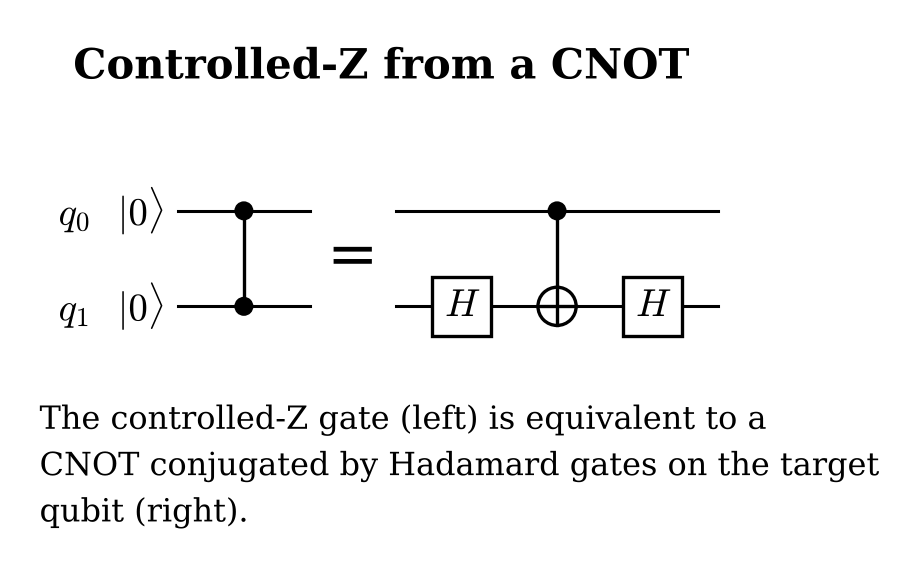 Controlled-Z from a CNOT
q₀ |0⟩
=
q₁ |0⟩ H H
The controlled-Z gate (left) is equivalent to a
CNOT conjugated by Hadamard gates on the target
qubit (right).